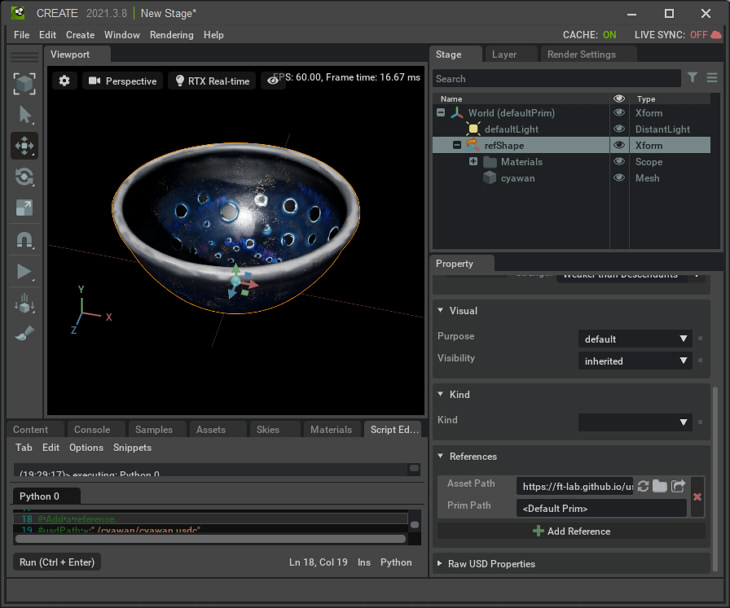 CREATE 2021.3.8 | New Stage*
File Edit Create Window Rendering Help CACHE: ON LIVE SYNC: OFF
Viewport
Perspective RTX Real-time FPS: 60.00, Frame time: 16.67 ms
Y
X
Z
Stage Layer Render Settings
Search
Name Type
World (defaultPrim) Xform
defaultLight DistantLight
refShape Xform
Materials Scope
cyawan Mesh
Property
Weaker than Descendants
Visual
Purpose default
Visibility inherited
Kind
Kind
References
Asset Path https://ft-lab.github.io/us
Prim Path <Default Prim>
Add Reference
Raw USD Properties
Content Console Samples Assets Skies Materials Script Ed...
Tab Edit Options Snippets
(19:29:17)> executing: Python 0
Python 0
18 # Add a reference.
19 #usdPath = "./cyawan/cyawan.usdc"
Run (Ctrl + Enter) Ln 18, Col 19 Ins Python